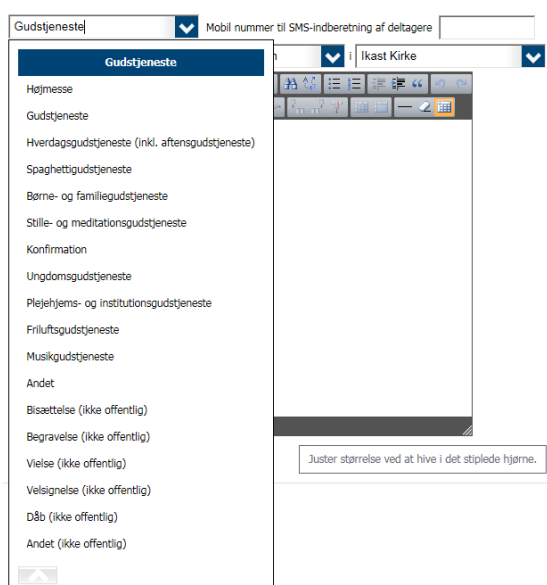 Gudstjeneste
Mobil nummer til SMS-indberetning af deltagere
i
Ikast Kirke
Gudstjeneste
Højmesse
Gudstjeneste
Hverdagsgudstjeneste (inkl. aftensgudstjeneste)
Spaghettigudstjeneste
Børne- og familiegudstjeneste
Stille- og meditationsgudstjeneste
Konfirmation
Ungdomsgudstjeneste
Plejehjems- og institutionsgudstjeneste
Friluftsgudstjeneste
Musikgudstjeneste
Andet
Bisættelse (ikke offentlig)
Begravelse (ikke offentlig)
Vielse (ikke offentlig)
Velsignelse (ikke offentlig)
Dåb (ikke offentlig)
Andet (ikke offentlig)
Juster størrelse ved at hive i det stiplede hjørne.